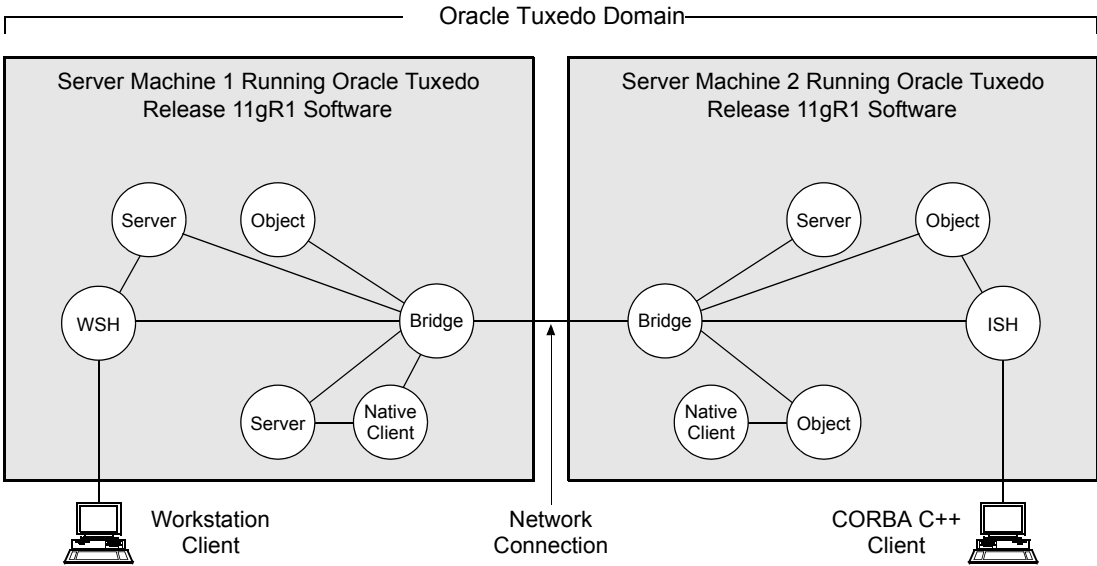 Oracle Tuxedo Domain
Server Machine 1 Running Oracle Tuxedo
Release 11gR1 Software
Server Machine 2 Running Oracle Tuxedo
Release 11gR1 Software
Server
Object
Server
Object
WSH
Bridge
Bridge
ISH
Server
Native
Client
Native
Client
Object
Workstation
Client
Network
Connection
CORBA C++
Client